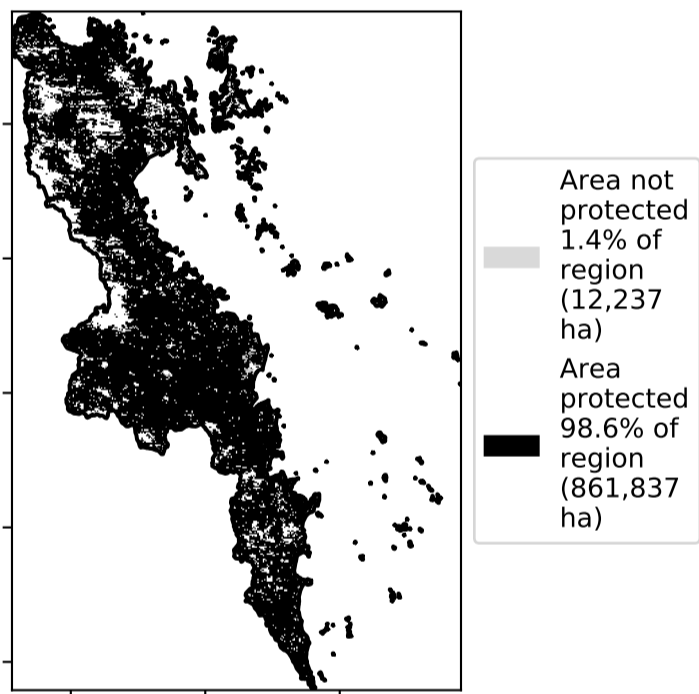 Area not
protected
1.4% of
region
(12,237
ha)
Area
protected
98.6% of
region
(861,837
ha)